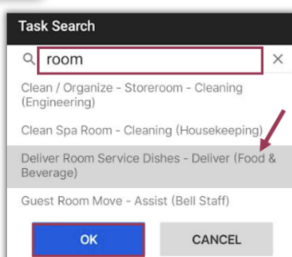 Task Search
room
Clean / Organize - Storeroom - Cleaning
(Engineering)
Clean Spa Room - Cleaning (Housekeeping)
Deliver Room Service Dishes - Deliver (Food &
Beverage)
Guest Room Move - Assist (Bell Staff)
OK CANCEL